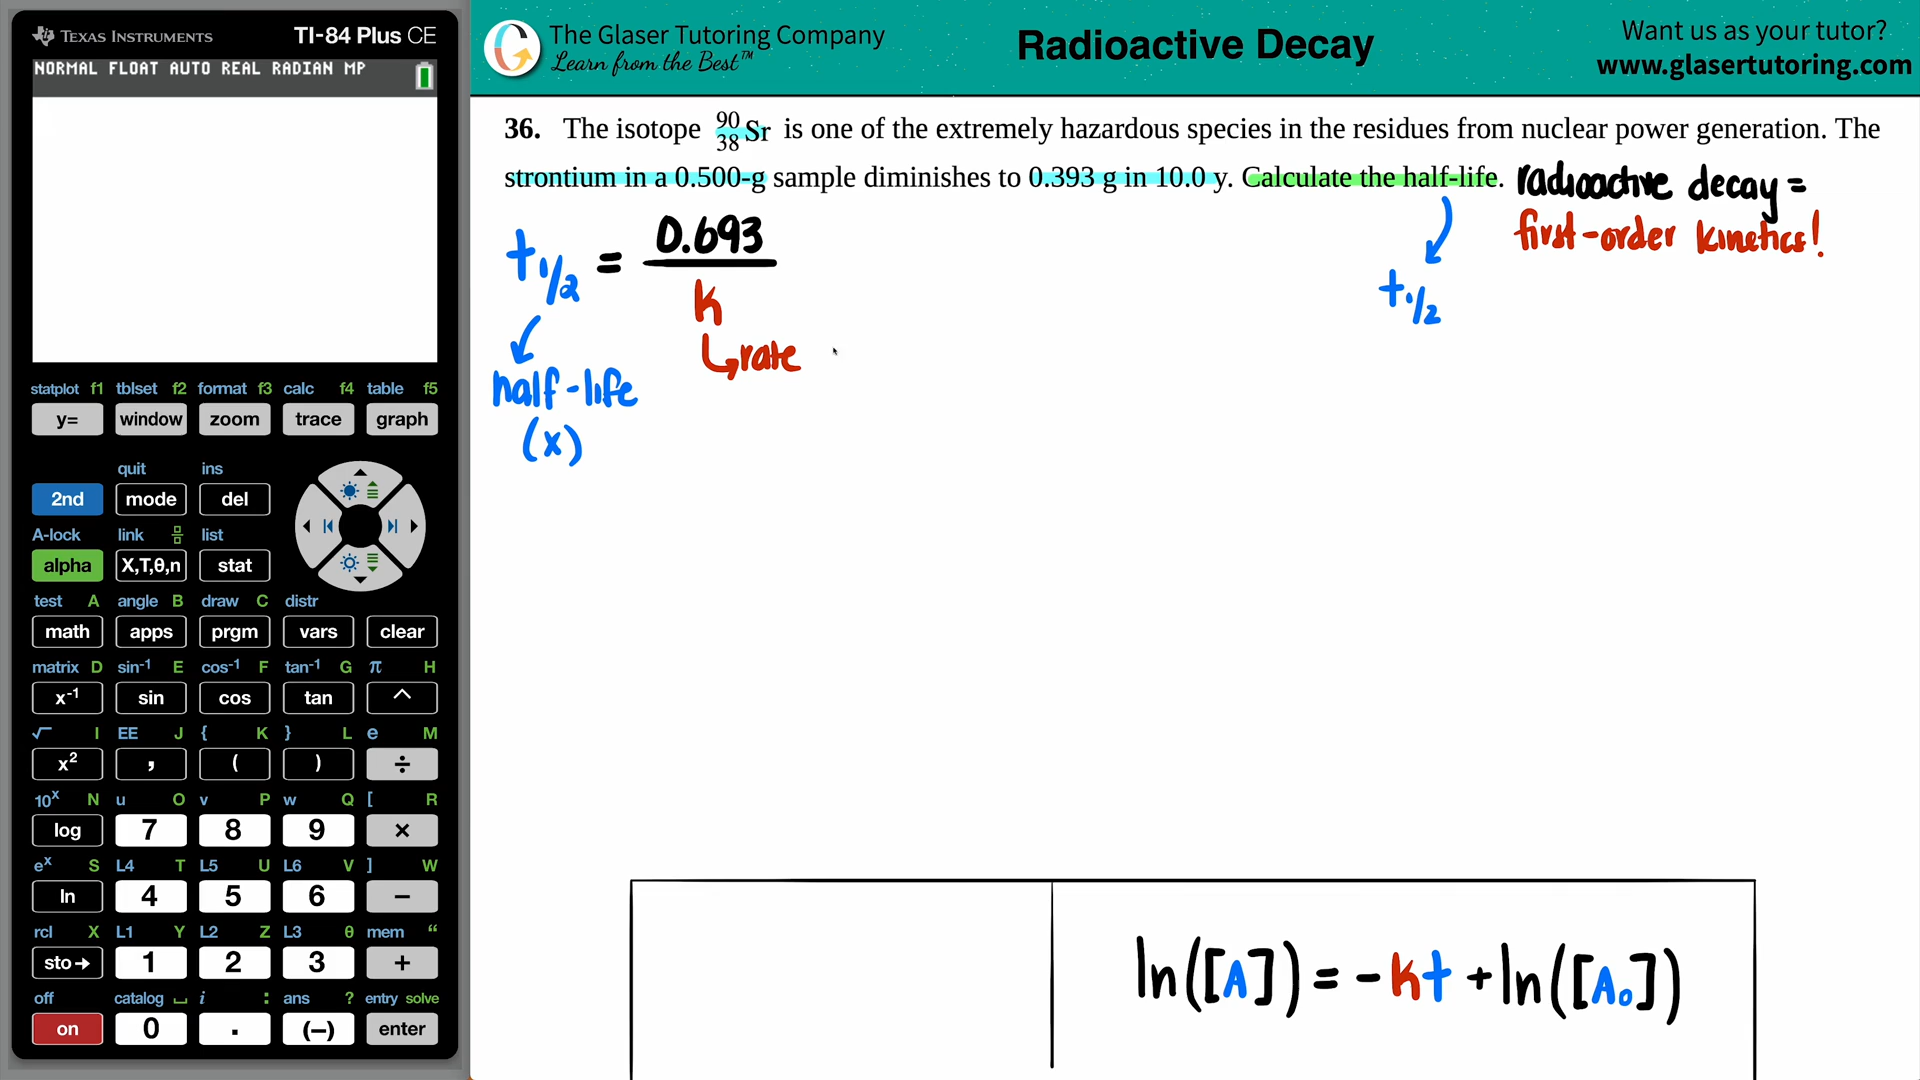 TEXAS INSTRUMENTS TI-84 Plus CE
NORMAL FLOAT AUTO REAL RADIAN MP
statplot f1 tblset f2 format f3 calc f4 table f5
y= window zoom trace graph
quit ins
2nd mode del
A-lock link list
alpha X,T,θ,n stat
test A angle B draw C distr
math apps prgm vars clear
matrix D sin-1 E cos-1 F tan-1 G π H
x-1 sin cos tan ^
√ I EE J { K } L e M
x2 , ( ) ÷
10x N u O v P w Q [ R
log 7 8 9 ×
ex S L4 T L5 U L6 V ] W
ln 4 5 6 −
rcl X L1 Y L2 Z L3 θ mem “
sto→ 1 2 3 +
off catalog ⎵ i : ans ? entry solve
on 0 . (−) enter
The Glaser Tutoring Company
Learn from the Best™
Radioactive Decay
Want us as your tutor?
www.glasertutoring.com
36. The isotope 90 38 Sr is one of the extremely hazardous species in the residues from nuclear power generation. The
strontium in a 0.500-g sample diminishes to 0.393 g in 10.0 y. Calculate the half-life.
radioactive decay =
first-order kinetics!
t1/2 = 0.693 / k
rate
half-life
(x)
t1/2
ln([A]) = -kt + ln([A₀])